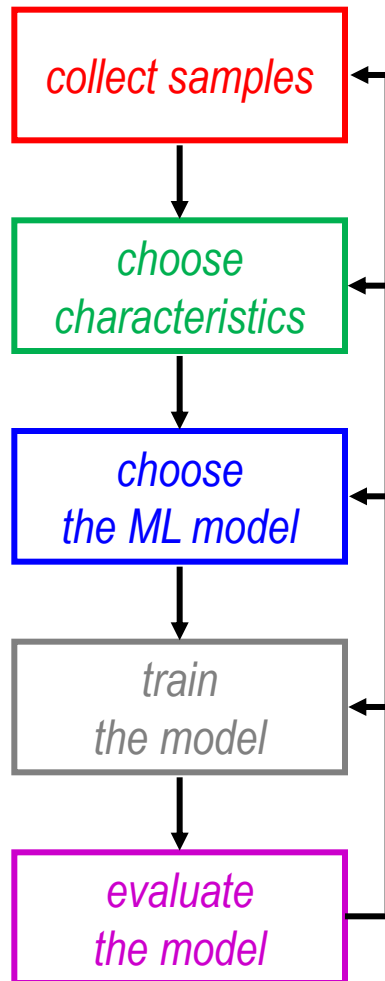 collect samples
choose
characteristics
choose
the ML model
train
the model
evaluate
the model